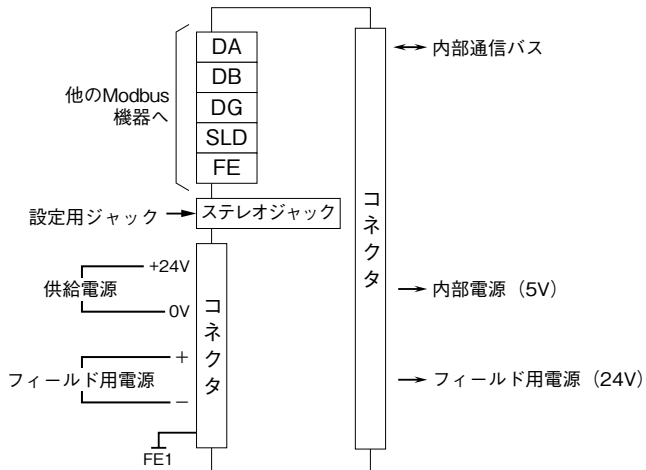 DA
DB
DG
SLD
FE
他のModbus
機器へ
設定用ジャック
ステレオジャック
+24V
供給電源
0V
+
フィールド用電源
−
FE1
コネクタ
コネクタ
内部通信バス
内部電源（5V）
フィールド用電源（24V）